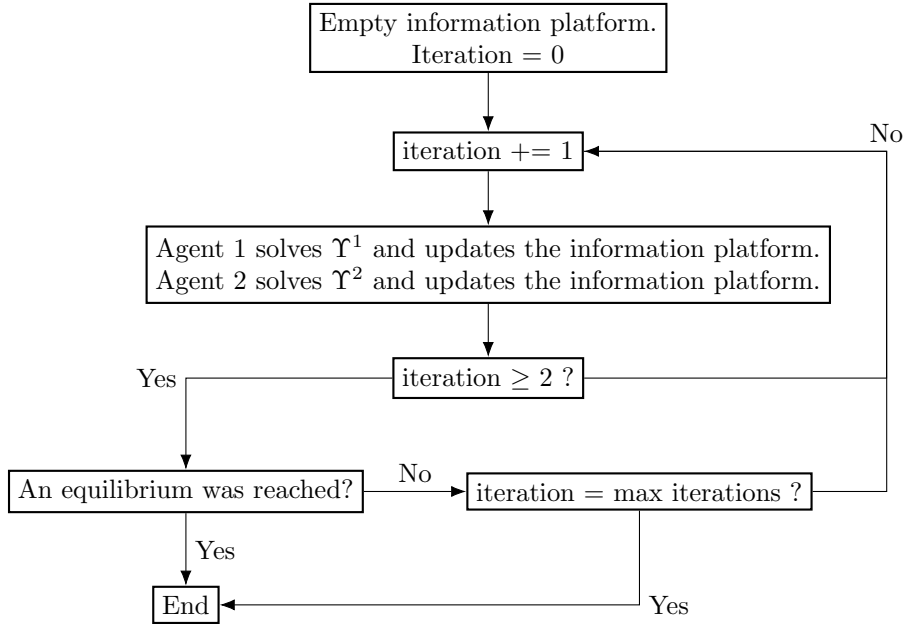 Empty information platform.
Iteration = 0
No
iteration += 1
Agent 1 solves ϒ¹ and updates the information platform.
Agent 2 solves ϒ² and updates the information platform.
Yes
iteration ≥ 2 ?
An equilibrium was reached?
No
iteration = max iterations ?
Yes
End
Yes